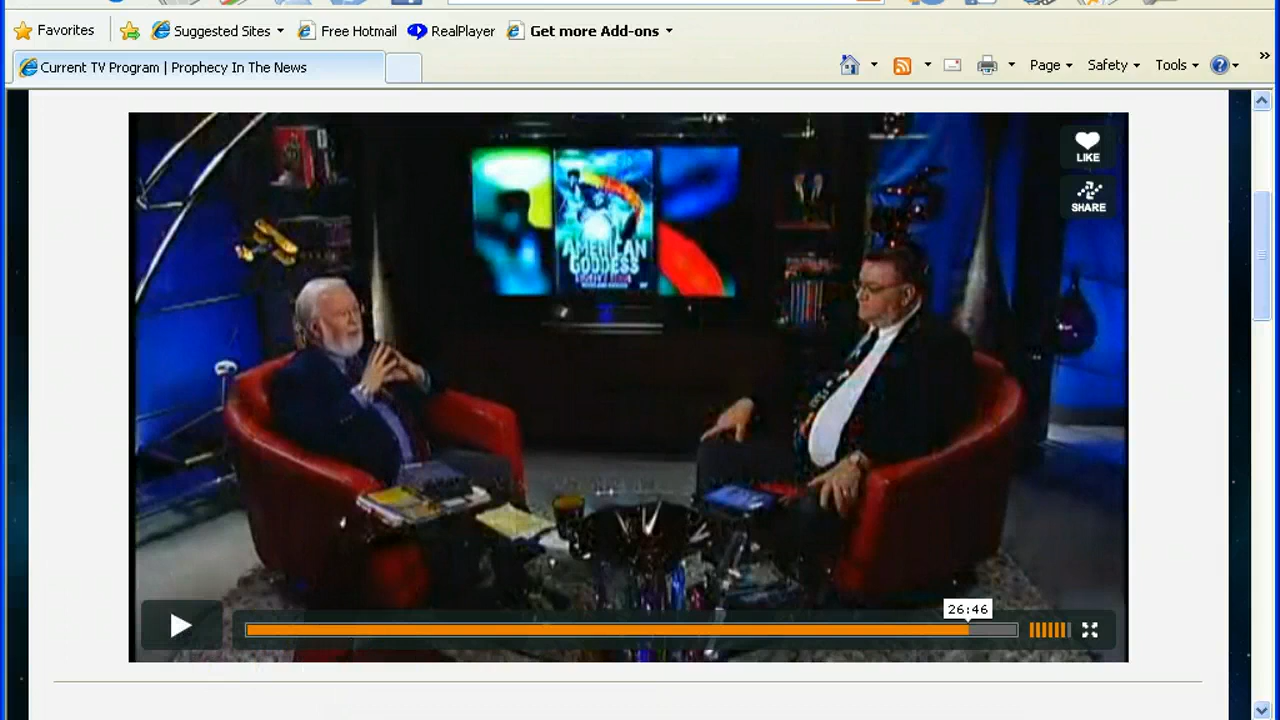 Favorites Suggested Sites Free Hotmail RealPlayer Get more Add-ons
Current TV Program | Prophecy In The News Page Safety Tools
LIKE
SHARE
AMERICAN
GODDESS
26:46